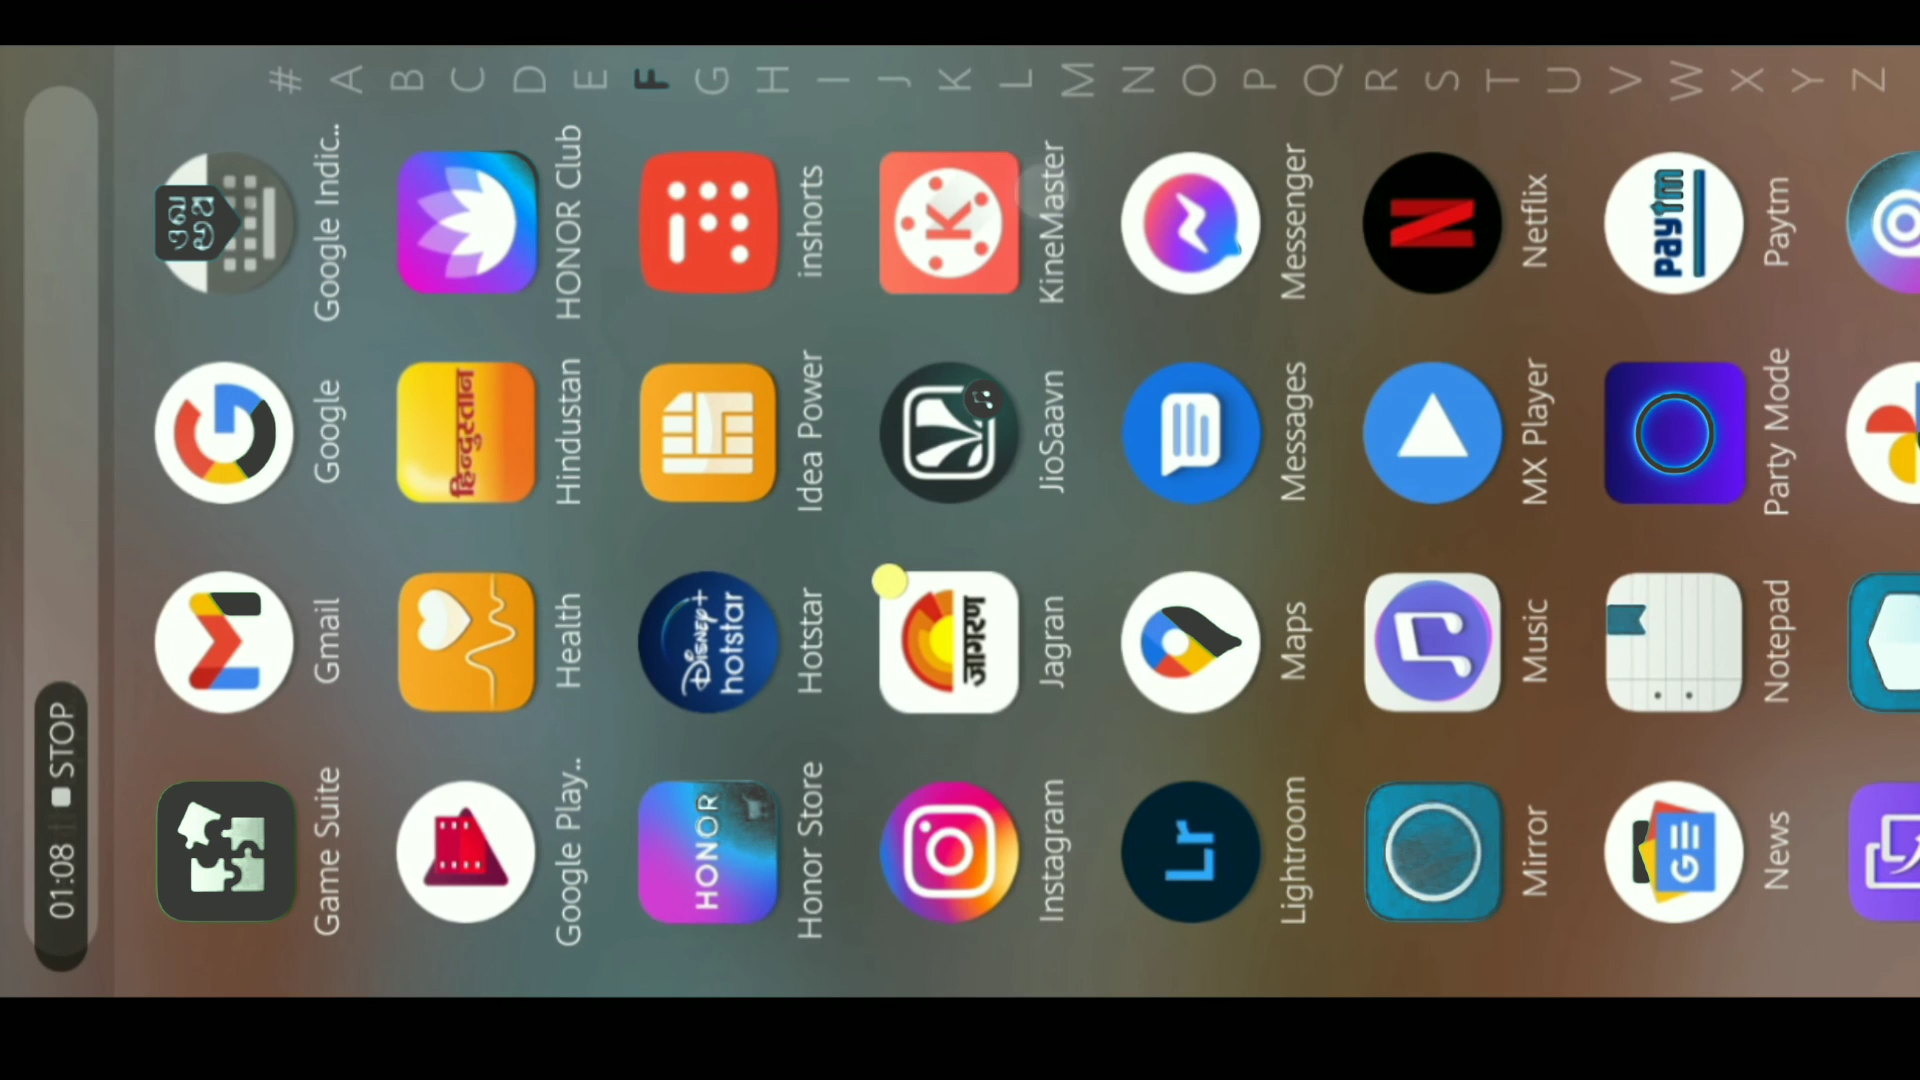 01:08 STOP
#
A
B
C
D
E
F
G
H
I
J
K
L
M
N
O
P
Q
R
S
T
U
V
W
X
Y
Z
Game Suite
Gmail
Google
Google Indic..
Google Play..
Health
हिन्दुस्तान
Hindustan
HONOR Club
HONOR
Honor Store
Disney+
hotstar
Hotstar
Idea Power
inshorts
Instagram
जागरण
Jagran
JioSaavn
K
KineMaster
Lr
Lightroom
Maps
Messages
Messenger
Mirror
Music
MX Player
N
Netflix
GE
News
Notepad
Party Mode
paytm
Paytm